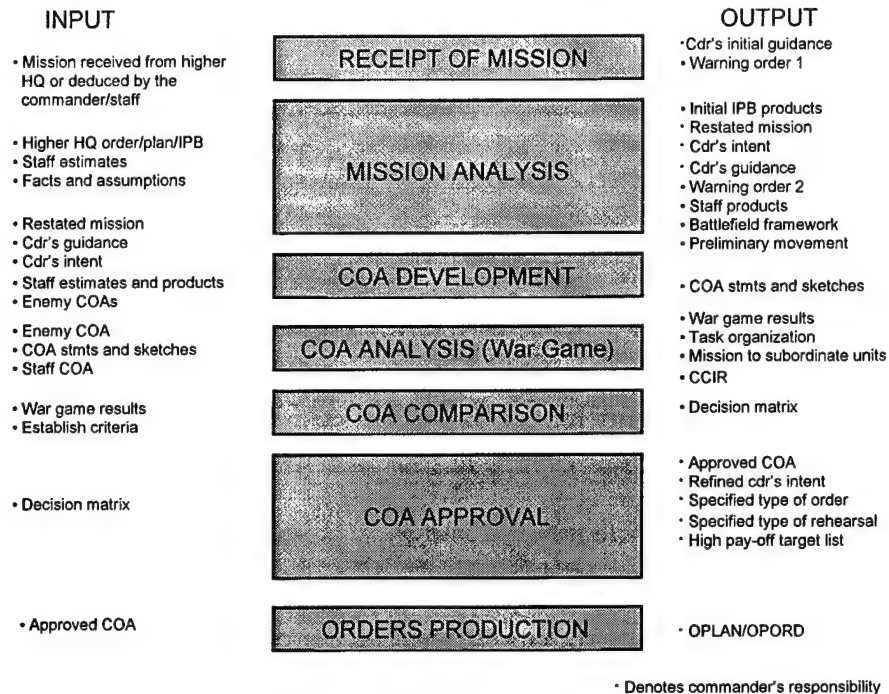 INPUT
• Mission received from higher
HQ or deduced by the
commander/staff
• Higher HQ order/plan/IPB
• Staff estimates
• Facts and assumptions
• Restated mission
• Cdr's guidance
• Cdr's intent
• Staff estimates and products
• Enemy COAs
• Enemy COA
• COA stmts and sketches
• Staff COA
• War game results
• Establish criteria
• Decision matrix
• Approved COA
RECEIPT OF MISSION
MISSION ANALYSIS
COA DEVELOPMENT
COA ANALYSIS (War Game)
COA COMPARISON
COA APPROVAL
ORDERS PRODUCTION
OUTPUT
• Cdr's initial guidance
• Warning order 1
• Initial IPB products
• Restated mission
• Cdr's intent
• Cdr's guidance
• Warning order 2
• Staff products
• Battlefield framework
• Preliminary movement
• COA stmts and sketches
• War game results
• Task organization
• Mission to subordinate units
• CCIR
• Decision matrix
• Approved COA
• Refined cdr's intent
• Specified type of order
• Specified type of rehearsal
• High pay-off target list
• OPLAN/OPORD
• Denotes commander's responsibility